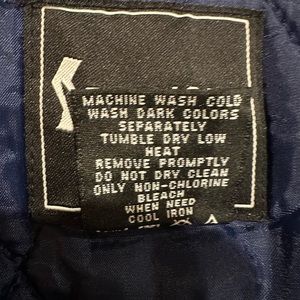 MACHINE WASH COLD
WASH DARK COLORS
SEPARATELY
TUMBLE DRY LOW
HEAT
REMOVE PROMPTLY
DO NOT DRY CLEAN
ONLY NON-CHLORINE
BLEACH
WHEN NEED
COOL IRON